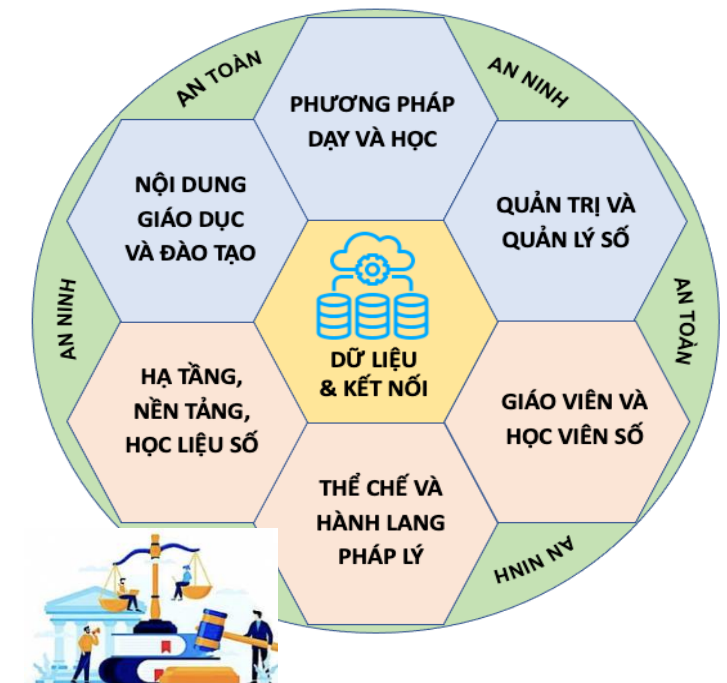 AN TOÀN
AN NINH
PHƯƠNG PHÁP
DẠY VÀ HỌC
NỘI DUNG
GIÁO DỤC
VÀ ĐÀO TẠO
QUẢN TRỊ VÀ
QUẢN LÝ SỐ
AN NINH
AN TOÀN
DỮ LIỆU
& KẾT NỐI
HẠ TẦNG,
NỀN TẢNG,
HỌC LIỆU SỐ
GIÁO VIÊN VÀ
HỌC VIÊN SỐ
THỂ CHẾ VÀ
HÀNH LANG
PHÁP LÝ
AN NINH